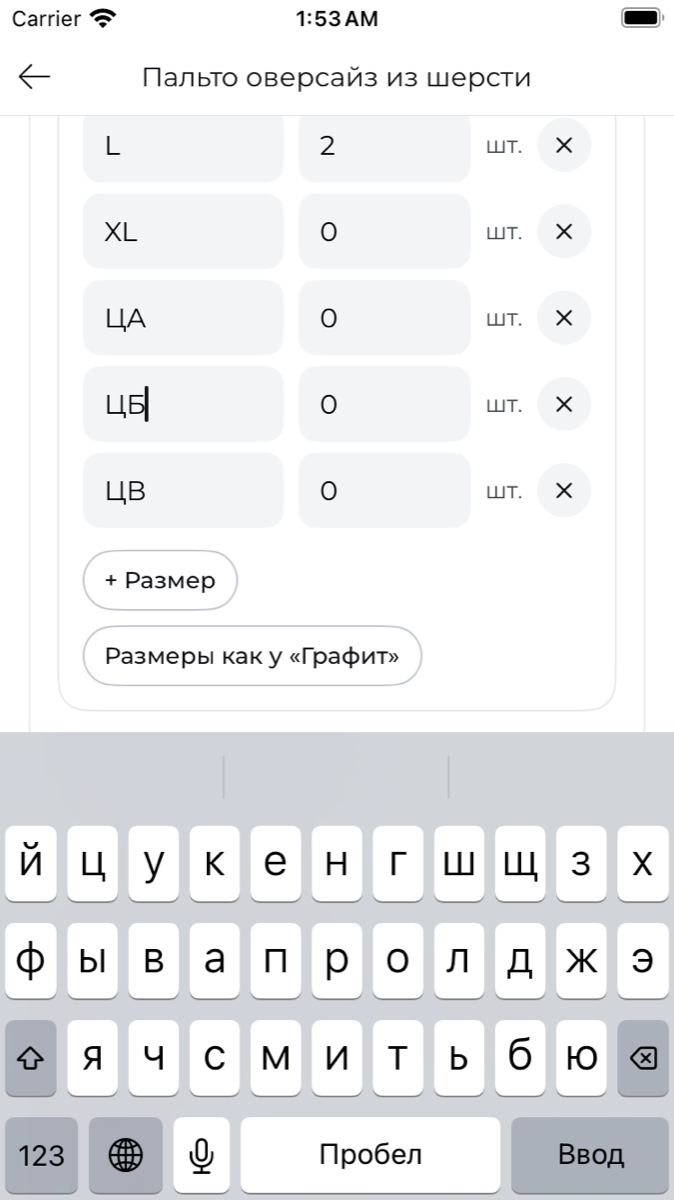 Carrier 1:53 AM
Пальто оверсайз из шерсти
L 2 шт.
XL 0 шт.
ЦА 0 шт.
ЦБ 0 шт.
ЦВ 0 шт.
+ Размер
Размеры как у «Графит»
й ц у к е н г ш щ з х
ф ы в а п р о л д ж э
я ч с м и т ь б ю
123 Пробел Ввод